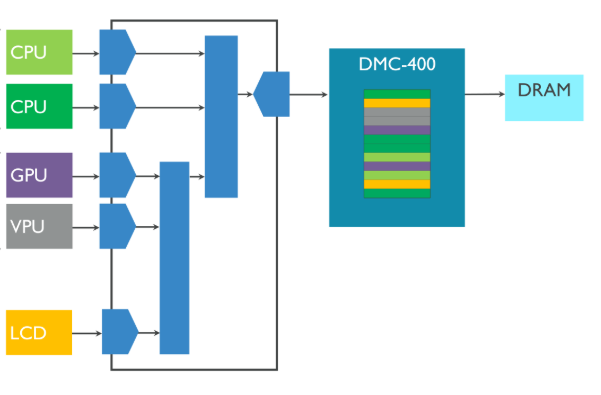 CPU
CPU
GPU
VPU
LCD
DMC-400
DRAM